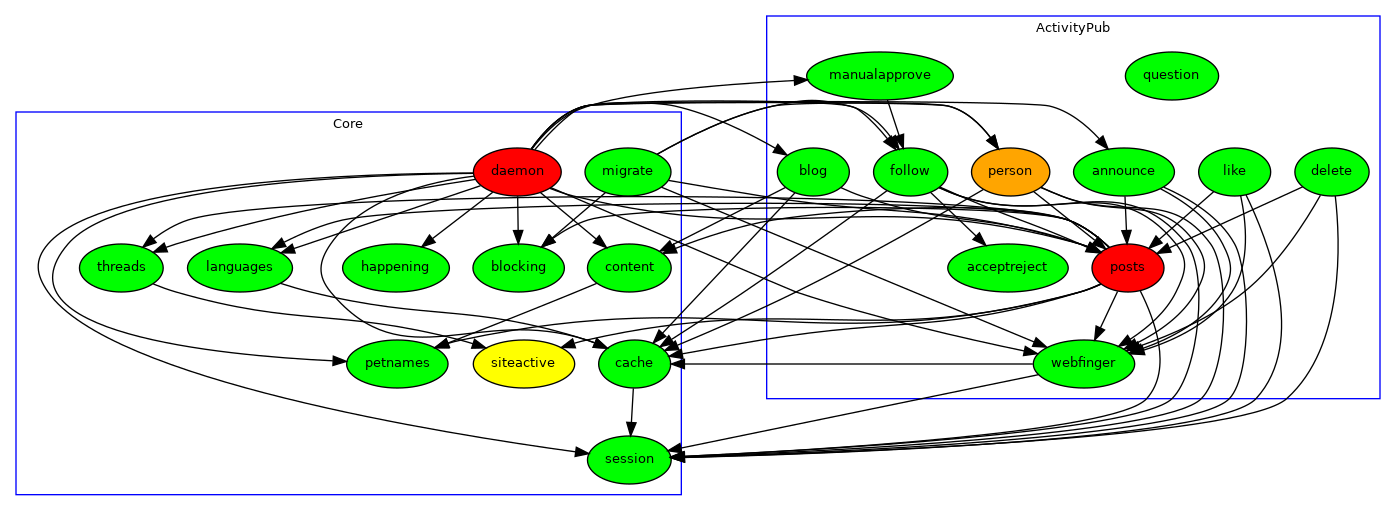 ActivityPub
manualapprove
question
Core
daemon
migrate
blog
follow
person
announce
like
delete
threads
languages
happening
blocking
content
acceptreject
posts
petnames
siteactive
cache
webfinger
session